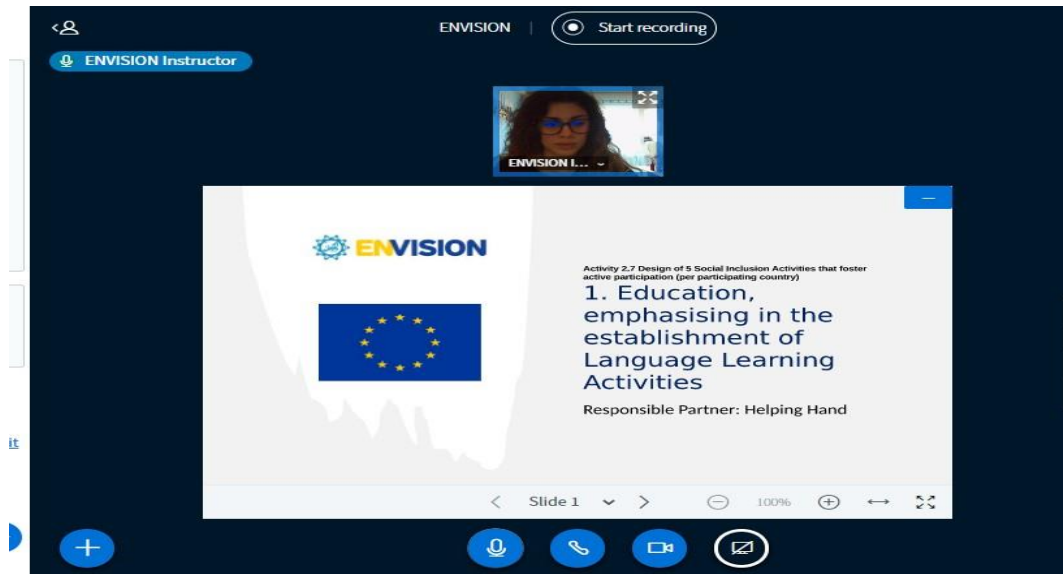 ENVISION
Start recording
ENVISION Instructor
ENVISION I...
ENVISION
Activity 2.7 Design of 5 Social Inclusion Activities that foster
active participation (per participating country)
1. Education,
emphasising in the
establishment of
Language Learning
Activities
Responsible Partner: Helping Hand
it
Slide 1
100%